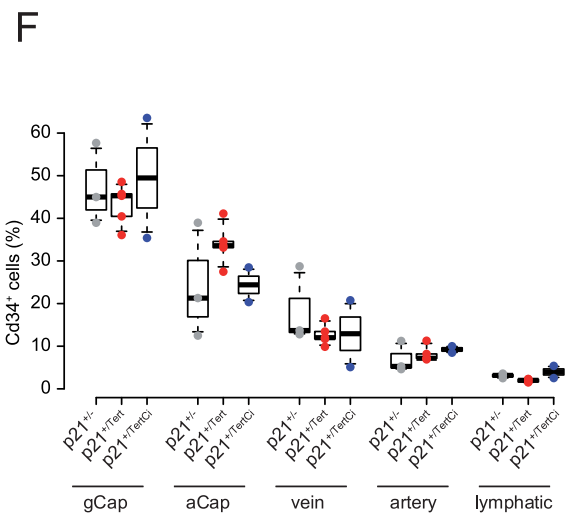 F
Cd34⁺ cells (%)
60
50
40
30
20
10
0
p21⁺/⁻ p21⁺/Tert p21⁺/TertCi p21⁺/⁻ p21⁺/Tert p21⁺/TertCi p21⁺/⁻ p21⁺/Tert p21⁺/TertCi p21⁺/⁻ p21⁺/Tert p21⁺/TertCi p21⁺/⁻ p21⁺/Tert p21⁺/TertCi
gCap aCap vein artery lymphatic